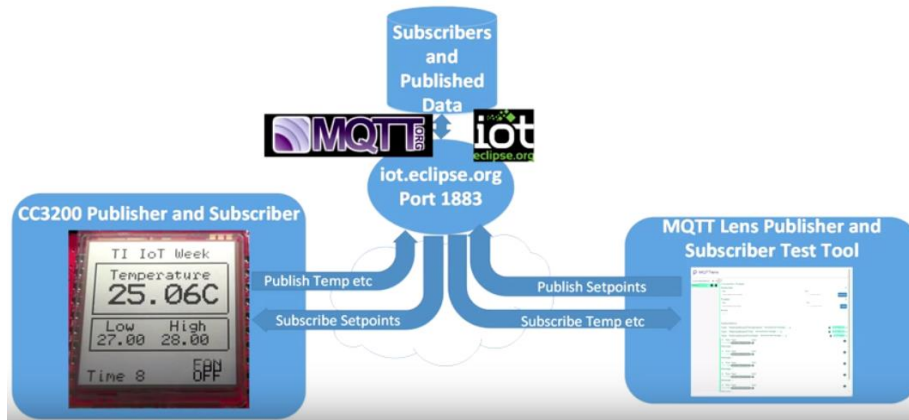 Subscribers
and
Published
Data
MQTT.ORG
iot
eclipse.org
iot.eclipse.org
Port 1883
CC3200 Publisher and Subscriber
TI IoT Week
Temperature
25.06C
Low High
27.00 28.00
Time 8 FAN
OFF
Publish Temp etc
Subscribe Setpoints
Publish Setpoints
Subscribe Temp etc
MQTT Lens Publisher and
Subscriber Test Tool